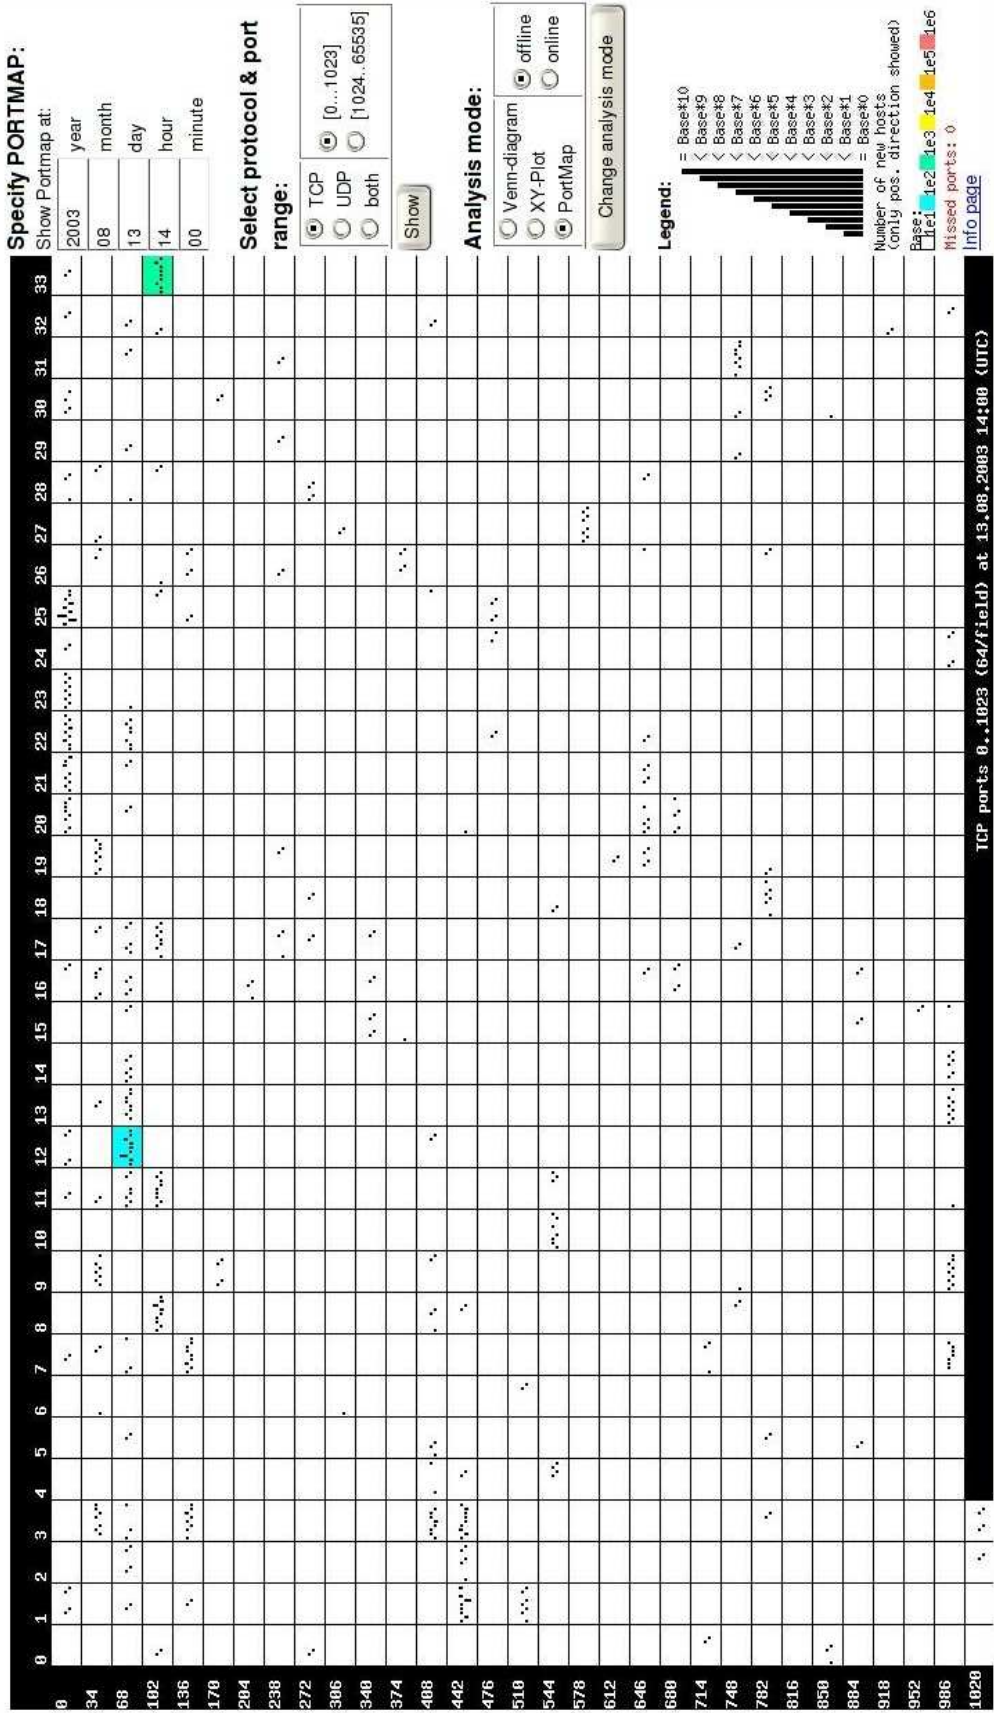 0 1 2 3 4 5 6 7 8 9 10 11 12 13 14 15 16 17 18 19 20 21 22 23 24 25 26 27 28 29 30 31 32 33
0
34
68
102
136
170
204
238
272
306
340
374
408
442
476
510
544
578
612
646
680
714
748
782
816
850
884
918
952
986
1020
TCP ports 0..1023 (64/field) at 13.08.2003 14:00 (UTC)
Specify PORTMAP:
Show Portmap at:
2003 year
08 month
13 day
14 hour
00 minute
Select protocol & port
range:
TCP
UDP
both
[0...1023]
[1024..65535]
Show
Analysis mode:
Venn-diagram
XY-Plot
PortMap
offline
online
Change analysis mode
Legend:
= Base*10
< Base*9
< Base*8
< Base*7
< Base*6
< Base*5
< Base*4
< Base*3
< Base*2
< Base*1
= Base*0
Number of new hosts
(only pos. direction showed)
Base:
1e1 1e2 1e3 1e4 1e5 1e6
Missed ports: 0
Info page